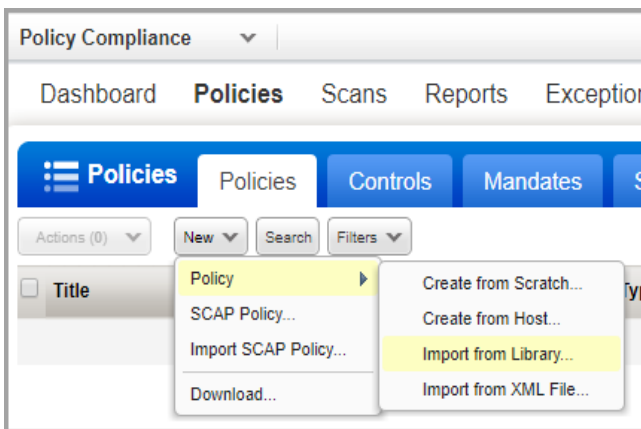 Policy Compliance
Dashboard Policies Scans Reports
Policies Policies Controls Mandates
Actions (0) New Search Filters
Title
Policy
SCAP Policy...
Import SCAP Policy...
Download...
Create from Scratch...
Create from Host...
Import from Library...
Import from XML File...